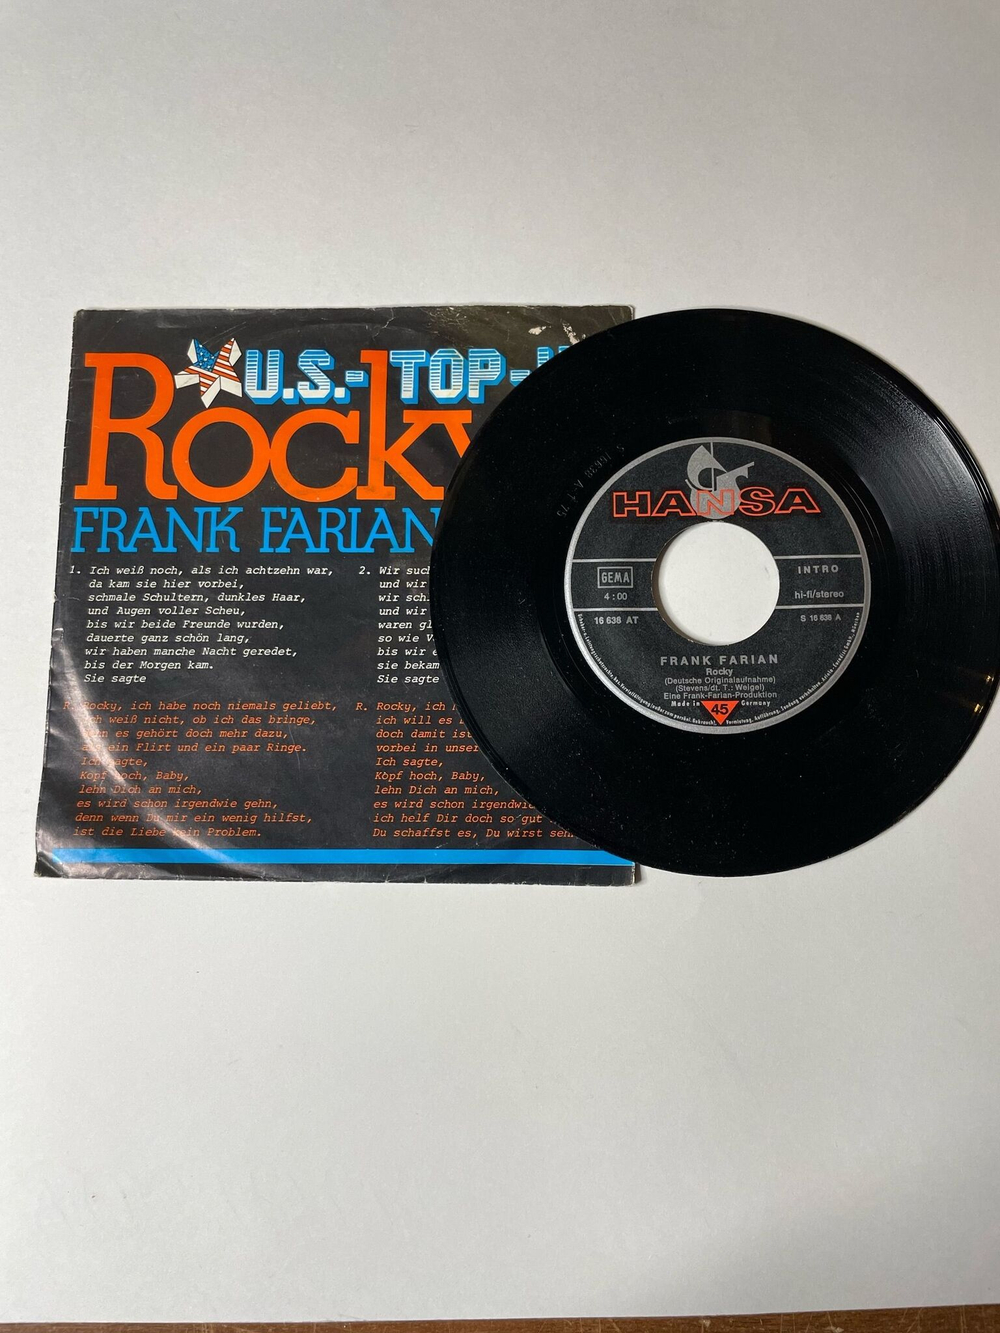 U.S.-TOP-
Rocky
FRANK FARIAN
1. Ich weiß noch, als ich achtzehn war,
da kam sie hier vorbei,
schmale Schultern, dunkles Haar,
und Augen voller Scheu,
bis wir beide Freunde wurden,
dauerte ganz schön lang,
wir haben manche Nacht geredet,
bis der Morgen kam.
Sie sagte
R. Rocky, ich habe noch niemals geliebt,
ich weiß nicht, ob ich das bringe,
denn es gehört doch mehr dazu,
als ein Flirt und ein paar Ringe.
Ich sagte,
Kopf hoch, Baby,
lehn Dich an mich,
es wird schon irgendwie gehn,
denn wenn Du mir ein wenig hilfst,
ist die Liebe kein Problem.
2. Wir such
und wir
wir sch
und wir
waren gl
so wie
bis wir
sie bekam
Sie sagte
R. Rocky, ich
ich will es
doch damit ist
vorbei in unser
Ich sagte,
Kopf hoch, Baby,
lehn Dich an mich,
es wird schon irgendwie
ich helf Dir doch so gut
Du schaffst es, Du wirst seh
16638 A 1 75
HANSA
GEMA
4:00
16 638 AT
INTRO
hi-fi/stereo
S 16 638 A
FRANK FARIAN
Rocky
(Deutsche Originalaufnahme)
(Stevens/dt. T.: Weigel)
Eine Frank-Farian-Produktion
Made in Germany
45